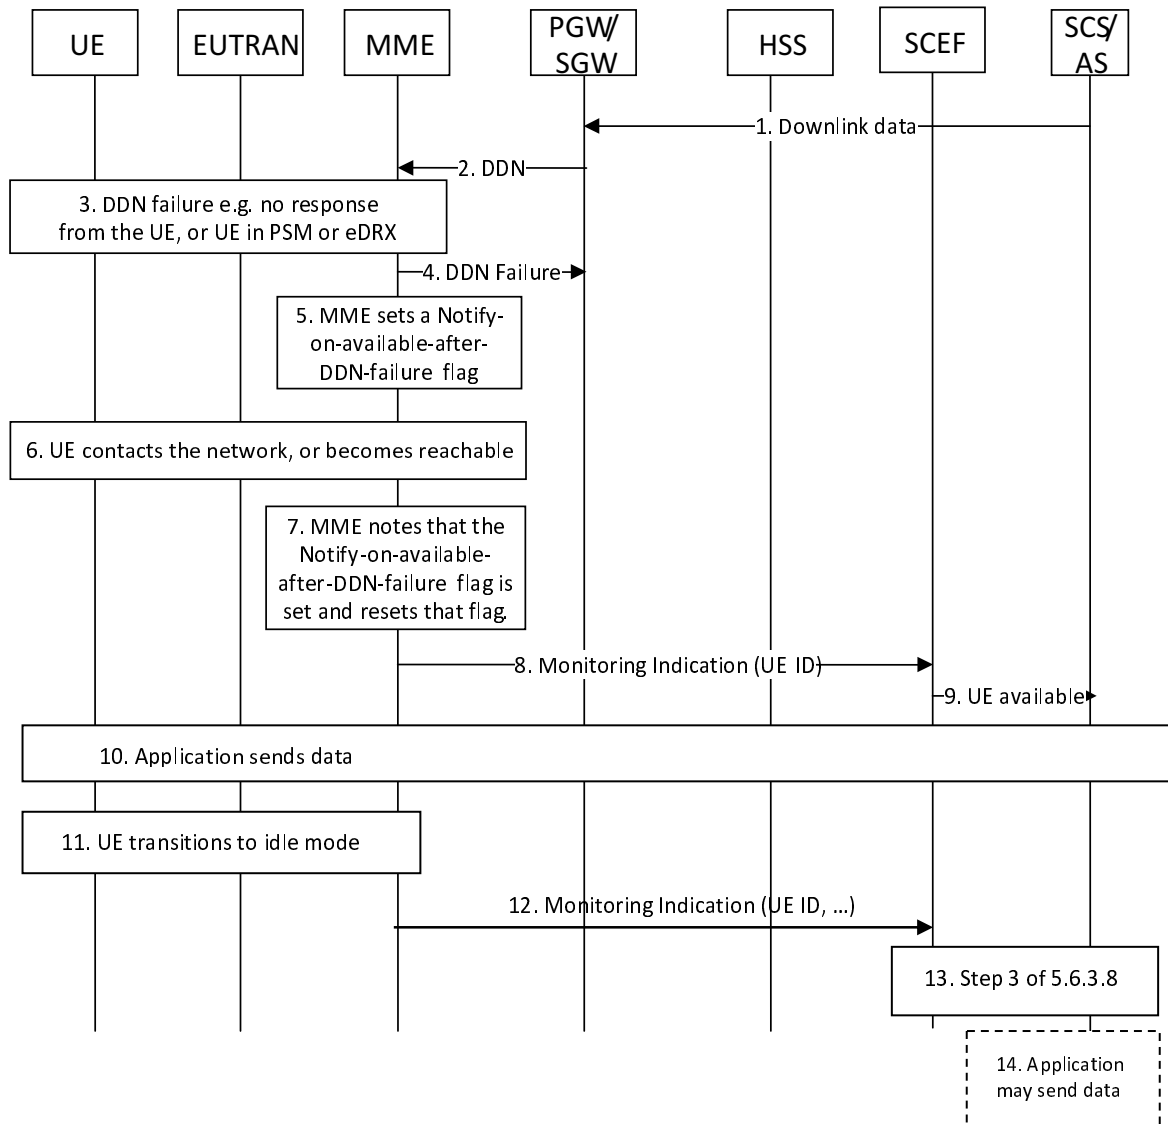 UE
EUTRAN
MME
PGW/
SGW
HSS
SCEF
SCS/
AS
1. Downlink data
2. DDN
3. DDN failure e.g. no response
from the UE, or UE in PSM or eDRX
4. DDN Failure
5. MME sets a Notify-
on-available-after-
DDN-failure flag
6. UE contacts the network, or becomes reachable
7. MME notes that the
Notify-on-available-
after-DDN-failure flag is
set and resets that flag.
8. Monitoring Indication (UE ID)
9. UE available
10. Application sends data
11. UE transitions to idle mode
12. Monitoring Indication (UE ID, ...)
13. Step 3 of 5.6.3.8
14. Application
may send data